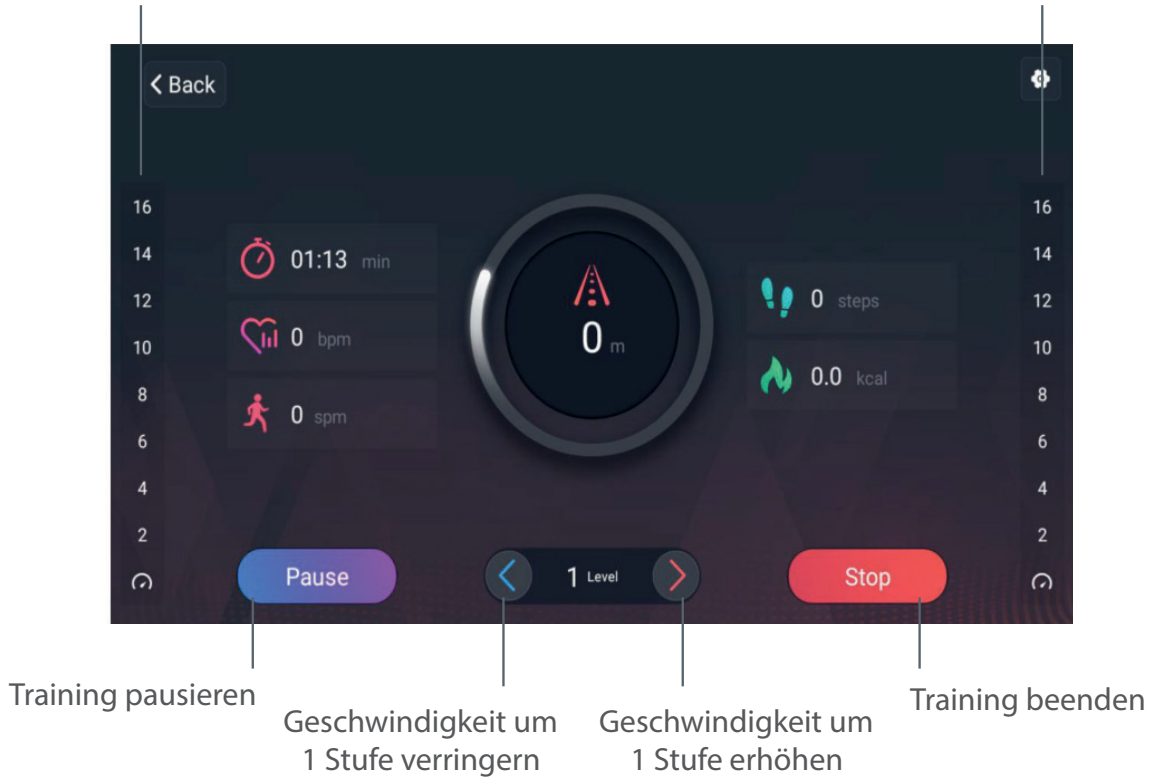 Back
16
14
12
10
8
6
4
2
01:13 min
0 bpm
0 spm
0 m
0 steps
0.0 kcal
16
14
12
10
8
6
4
2
Pause
1 Level
Stop
Training pausieren
Geschwindigkeit um
1 Stufe verringern
Geschwindigkeit um
1 Stufe erhöhen
Training beenden